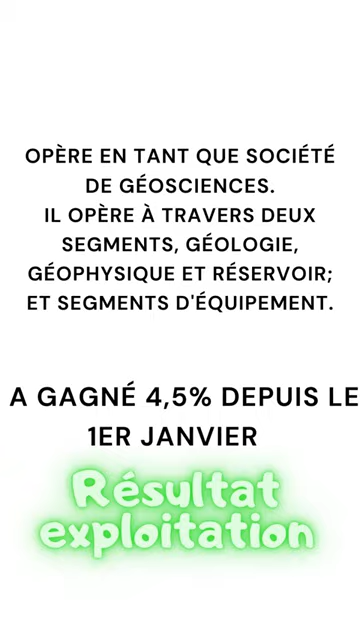 OPÈRE EN TANT QUE SOCIÉTÉ
DE GÉOSCIENCES.
IL OPÈRE À TRAVERS DEUX
SEGMENTS, GÉOLOGIE,
GÉOPHYSIQUE ET RÉSERVOIR;
ET SEGMENTS D'ÉQUIPEMENT.
A GAGNÉ 4,5% DEPUIS LE
1ER JANVIER
Résultat
exploitation